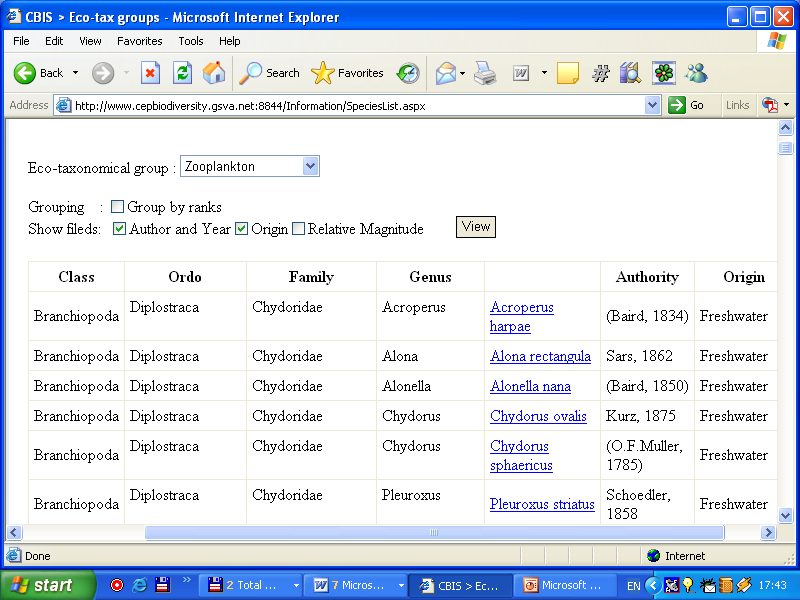 CBIS > Eco-tax groups - Microsoft Internet Explorer
File Edit View Favorites Tools Help
Back Search Favorites W
Address http://www.cepbiodiversity.gsva.net:8844/Information/SpeciesList.aspx Go Links
Eco-taxonomical group : Zooplankton
Grouping : Group by ranks
Show fileds: Author and Year Origin Relative Magnitude View
Class Ordo Family Genus Authority Origin
Branchiopoda Diplostraca Chydoridae Acroperus Acroperus harpae (Baird, 1834) Freshwater
Branchiopoda Diplostraca Chydoridae Alona Alona rectangula Sars, 1862 Freshwater
Branchiopoda Diplostraca Chydoridae Alonella Alonella nana (Baird, 1850) Freshwater
Branchiopoda Diplostraca Chydoridae Chydorus Chydorus ovalis Kurz, 1875 Freshwater
Branchiopoda Diplostraca Chydoridae Chydorus Chydorus sphaericus (O.F.Muller, 1785) Freshwater
Branchiopoda Diplostraca Chydoridae Pleuroxus Pleuroxus striatus Schoedler, 1858 Freshwater
Done Internet
start 2 Total ... 7 Micros... CBIS > Ec... Microsoft ... EN 17:43